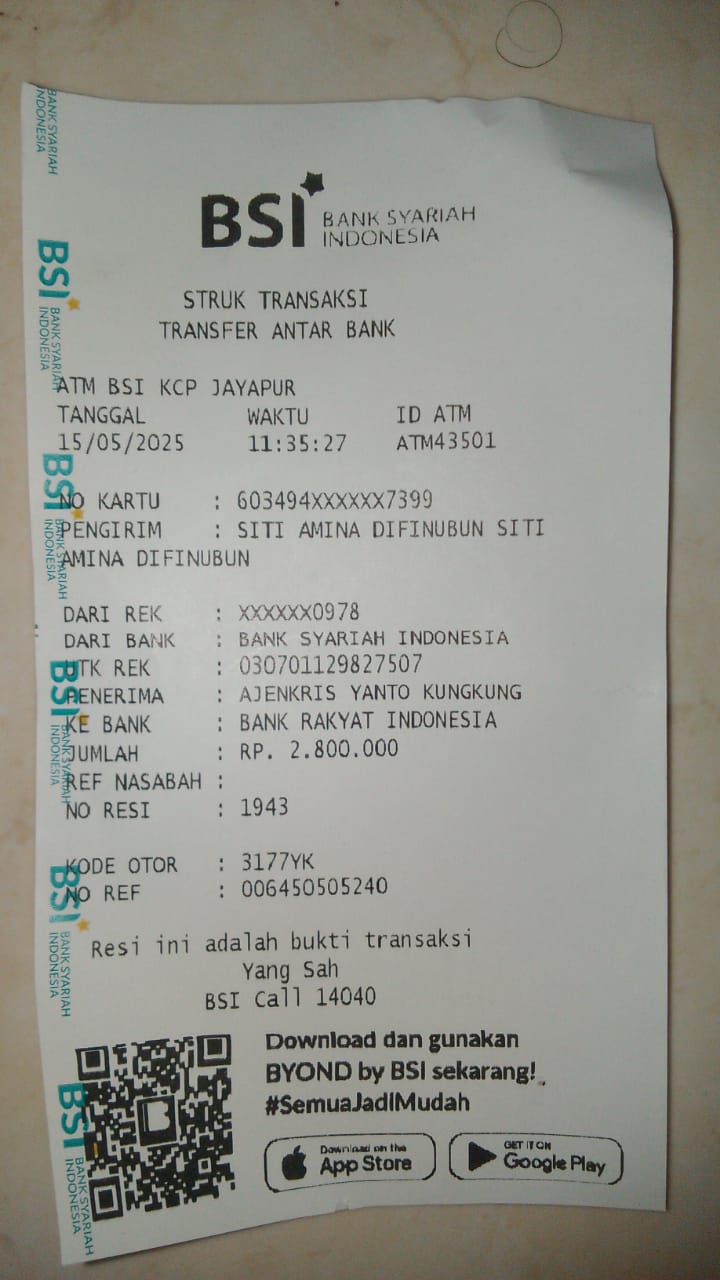 BSI BANK SYARIAH
INDONESIA
STRUK TRANSAKSI
TRANSFER ANTAR BANK
ATM BSI KCP JAYAPUR
TANGGAL WAKTU ID ATM
15/05/2025 11:35:27 ATM43501
NO KARTU : 603494XXXXXX7399
PENGIRIM : SITI AMINA DIFINUBUN SITI
AMINA DIFINUBUN
DARI REK : XXXXXX0978
DARI BANK : BANK SYARIAH INDONESIA
UTK REK : 030701129827507
PENERIMA : AJENKRIS YANTO KUNGKUNG
KE BANK : BANK RAKYAT INDONESIA
JUMLAH : RP. 2.800.000
REF NASABAH :
NO RESI : 1943
KODE OTOR : 3177YK
NO REF : 006450505240
Resi ini adalah bukti transaksi
Yang Sah
BSI Call 14040
Download dan gunakan
BYOND by BSI sekarang!
#SemuaJadiMudah
Download on the
App Store
GET IT ON
Google Play
BANK SYARIAH
INDONESIA
BSI BANK SYARIAH
INDONESIA
BSI BANK SYARIAH
INDONESIA
BSI BANK SYARIAH
INDONESIA
BSI BANK SYARIAH
INDONESIA
BSI BANK SYARIAH
INDONESIA